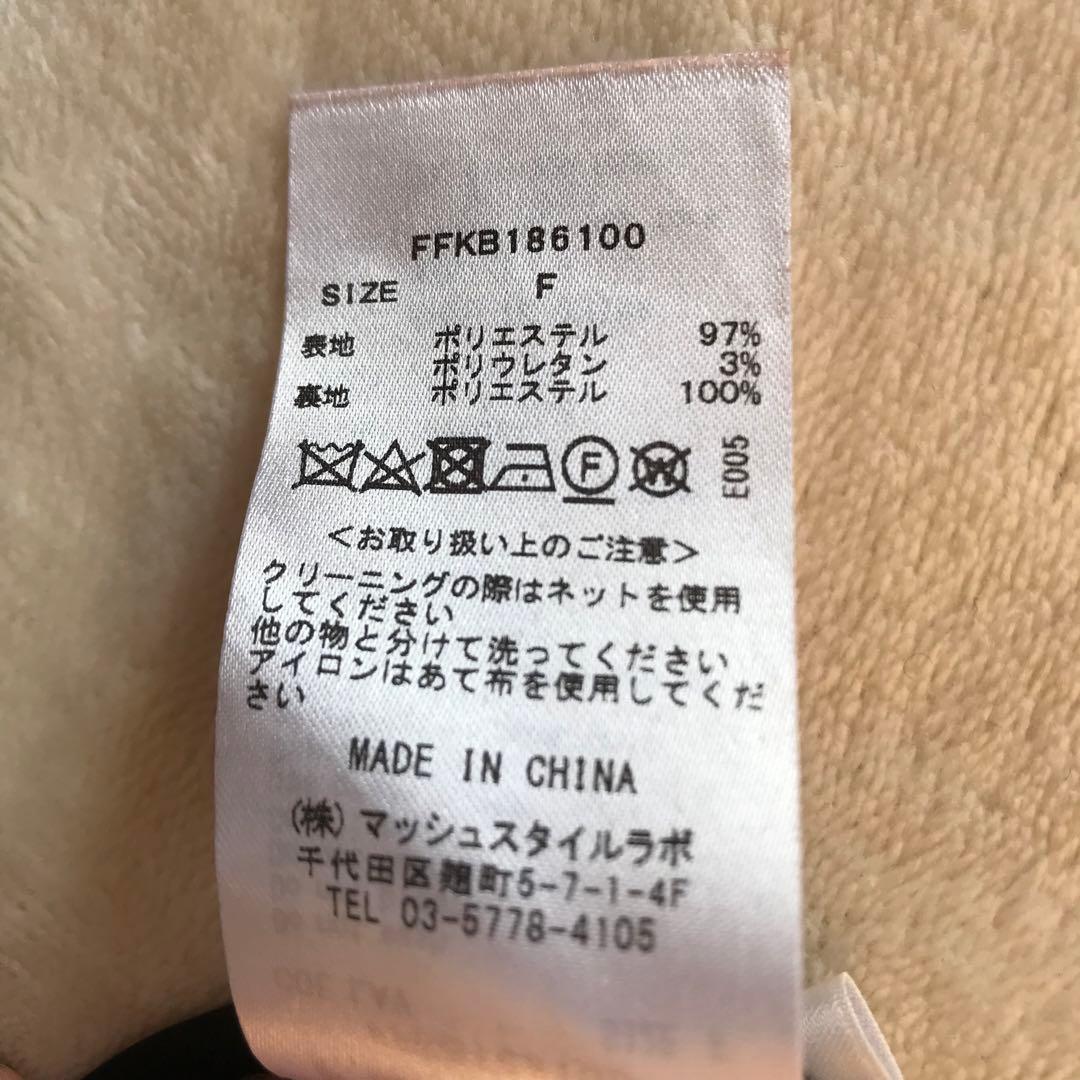 FFKB186100
SIZE F
表地 ポリエステル 97%
ポリウレタン 3%
裏地 ポリエステル 100%
F
W
E005
<お取り扱い上のご注意>
クリーニングの際はネットを使用
してください
他の物と分けて洗ってください
アイロンはあて布を使用してくだ
さい
MADE IN CHINA
(株)マッシュスタイルラボ
千代田区麹町5-7-1-4F
TEL 03-5778-4105